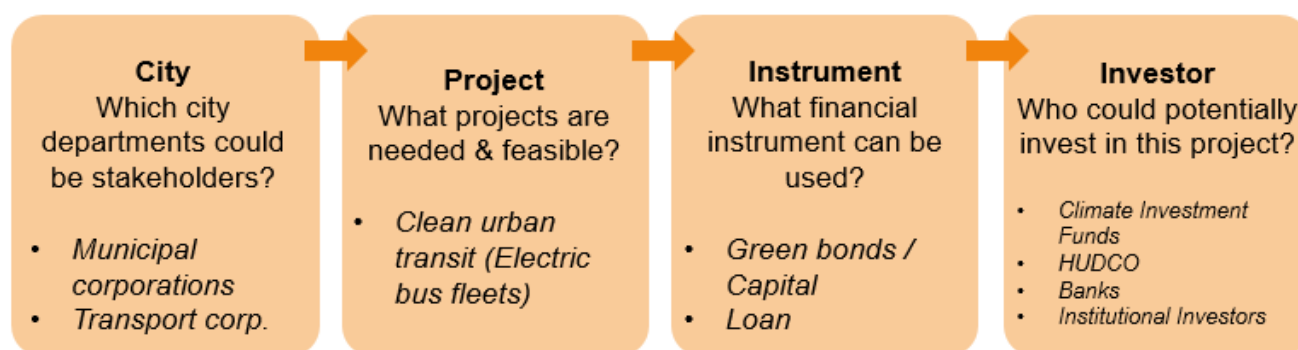 City
Which city
departments could
be stakeholders?
• Municipal
corporations
• Transport corp.
Project
What projects are
needed & feasible?
• Clean urban
transit (Electric
bus fleets)
Instrument
What financial
instrument can be
used?
• Green bonds /
Capital
• Loan
Investor
Who could potentially
invest in this project?
• Climate Investment
Funds
• HUDCO
• Banks
• Institutional Investors